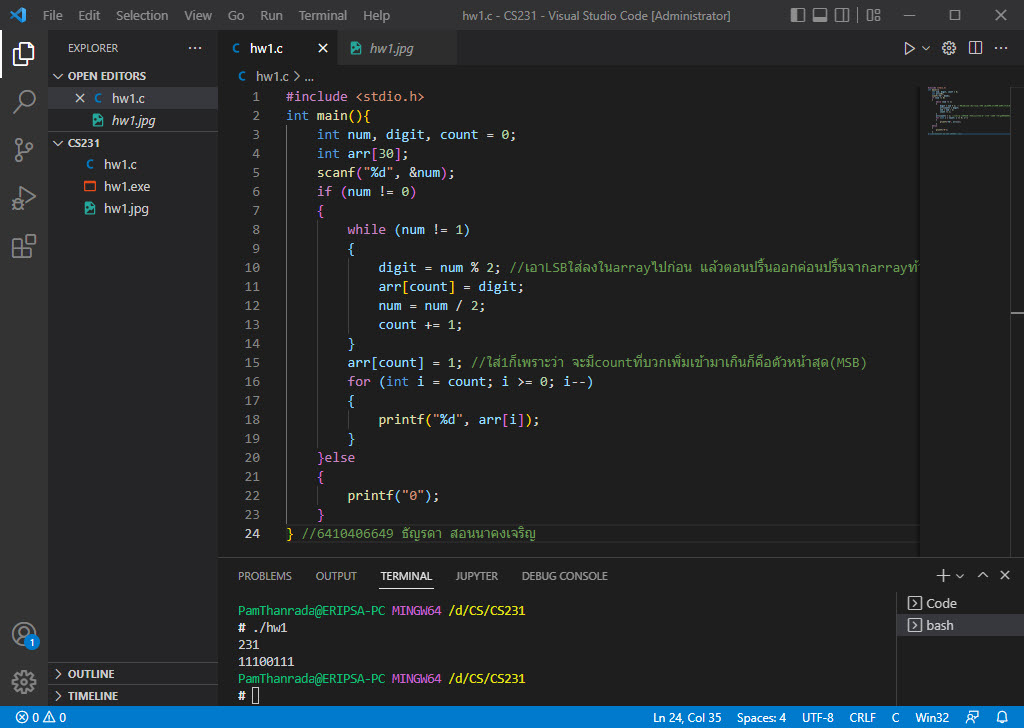 File Edit Selection View Go Run Terminal Help hw1.c - CS231 - Visual Studio Code [Administrator]
EXPLORER
OPEN EDITORS
hw1.c
hw1.jpg
CS231
hw1.c
hw1.exe
hw1.jpg
OUTLINE
TIMELINE
hw1.c hw1.jpg
hw1.c > ...
1 #include <stdio.h>
2 int main(){
3 int num, digit, count = 0;
4 int arr[30];
5 scanf("%d", &num);
6 if (num != 0)
7 {
8 while (num != 1)
9 {
10 digit = num % 2; //เอาLSBใส่ลงในarrayไปก่อน แล้วตอนปริ้นออกค่อนปริ้นจากarrayท้
11 arr[count] = digit;
12 num = num / 2;
13 count += 1;
14 }
15 arr[count] = 1; //ใส่1ก็เพราะว่า จะมีcountที่บวกเพิ่มเข้ามาเกินก็คือตัวหน้าสุด(MSB)
16 for (int i = count; i >= 0; i--)
17 {
18 printf("%d", arr[i]);
19 }
20 }else
21 {
22 printf("0");
23 }
24 } //6410406649 ธัญรดา สอนนาคงเจริญ
PROBLEMS OUTPUT TERMINAL JUPYTER DEBUG CONSOLE
PamThanrada@ERIPSA-PC MINGW64 /d/CS/CS231
# ./hw1
231
11100111
PamThanrada@ERIPSA-PC MINGW64 /d/CS/CS231
#
Code
bash
1
0 0 Ln 24, Col 35 Spaces: 4 UTF-8 CRLF C Win32